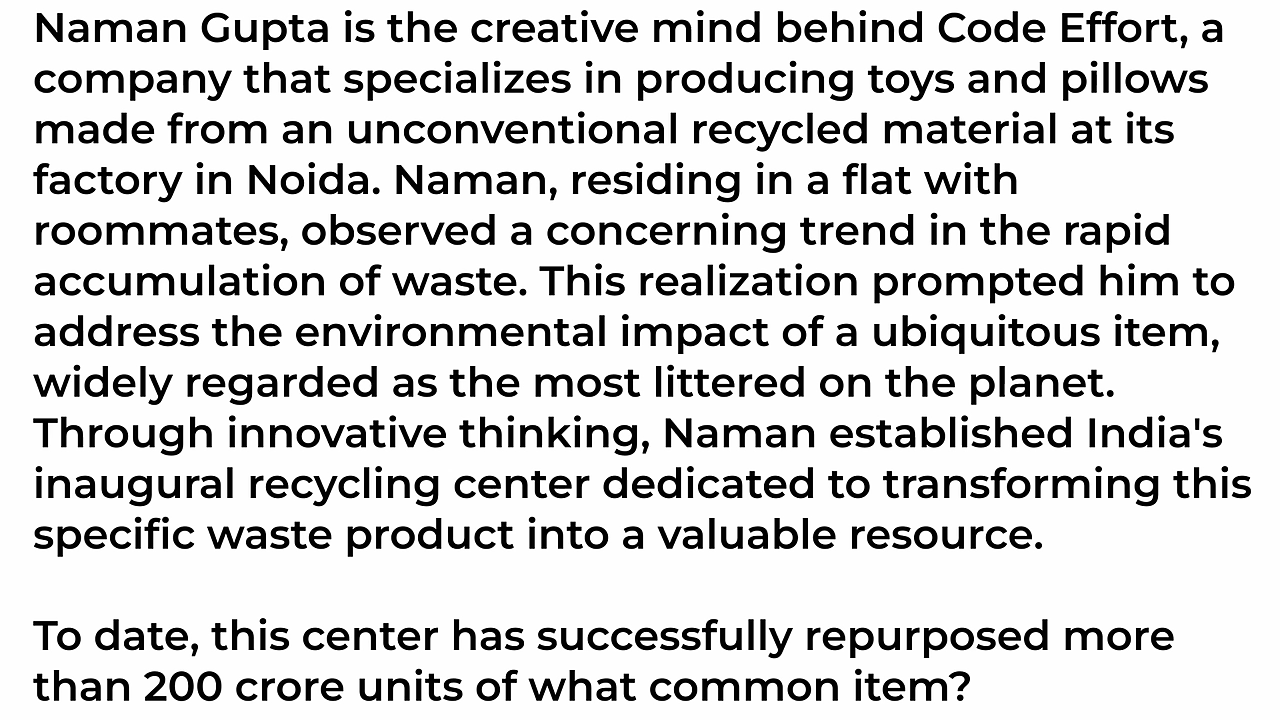 Naman Gupta is the creative mind behind Code Effort, a
company that specializes in producing toys and pillows
made from an unconventional recycled material at its
factory in Noida. Naman, residing in a flat with
roommates, observed a concerning trend in the rapid
accumulation of waste. This realization prompted him to
address the environmental impact of a ubiquitous item,
widely regarded as the most littered on the planet.
Through innovative thinking, Naman established India's
inaugural recycling center dedicated to transforming this
specific waste product into a valuable resource.

To date, this center has successfully repurposed more
than 200 crore units of what common item?